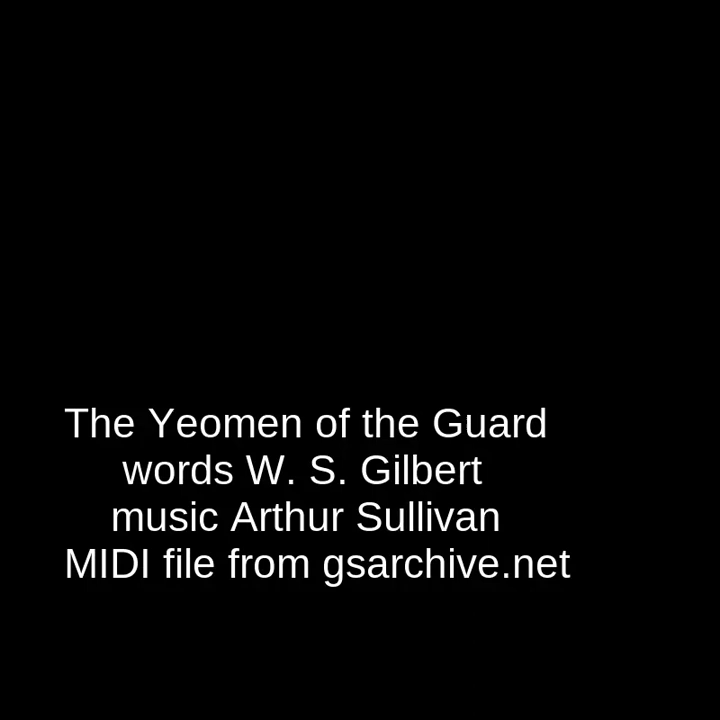 The Yeomen of the Guard
words W. S. Gilbert
music Arthur Sullivan
MIDI file from gsarchive.net